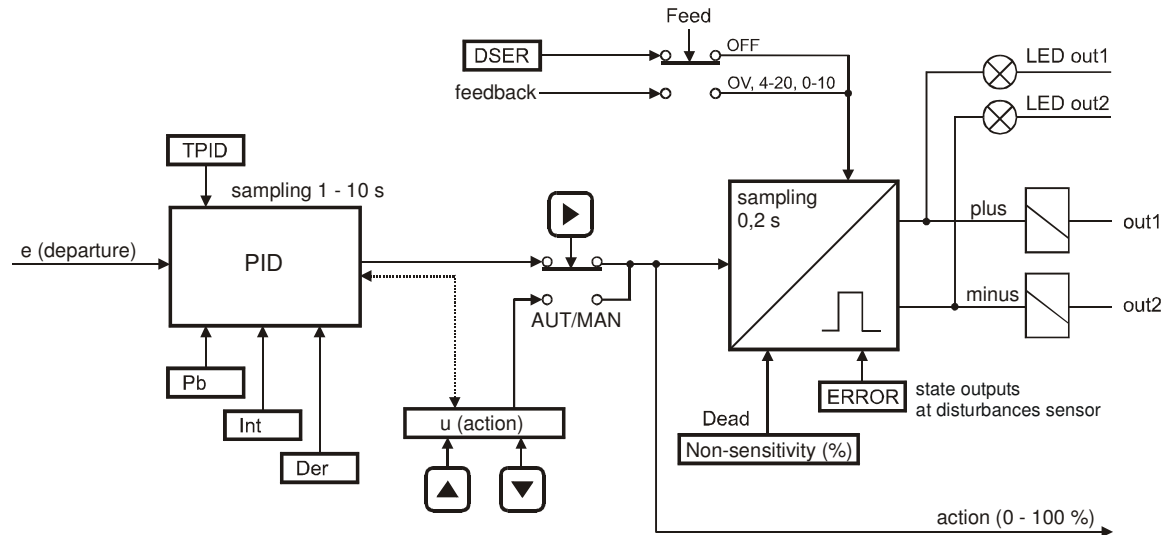 Feed
DSER
OFF
feedback
OV, 4-20, 0-10
LED out1
LED out2
TPID
sampling 1 - 10 s
e (departure)
PID
AUT/MAN
sampling
0,2 s
plus
out1
minus
out2
Pb
Int
Der
u (action)
Dead
Non-sensitivity (%)
ERROR
state outputs
at disturbances sensor
action (0 - 100 %)